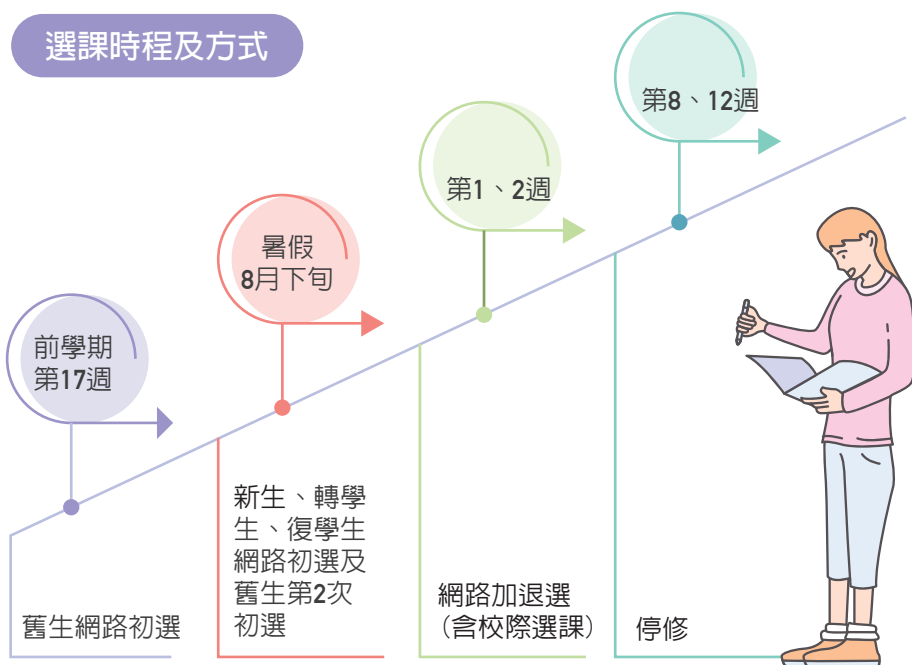 選課時程及方式
前學期
第17週
舊生網路初選
暑假
8月下旬
新生、轉學
生、復學生
網路初選及
舊生第2次
初選
第1、2週
網路加退選
（含校際選課）
第8、12週
停修